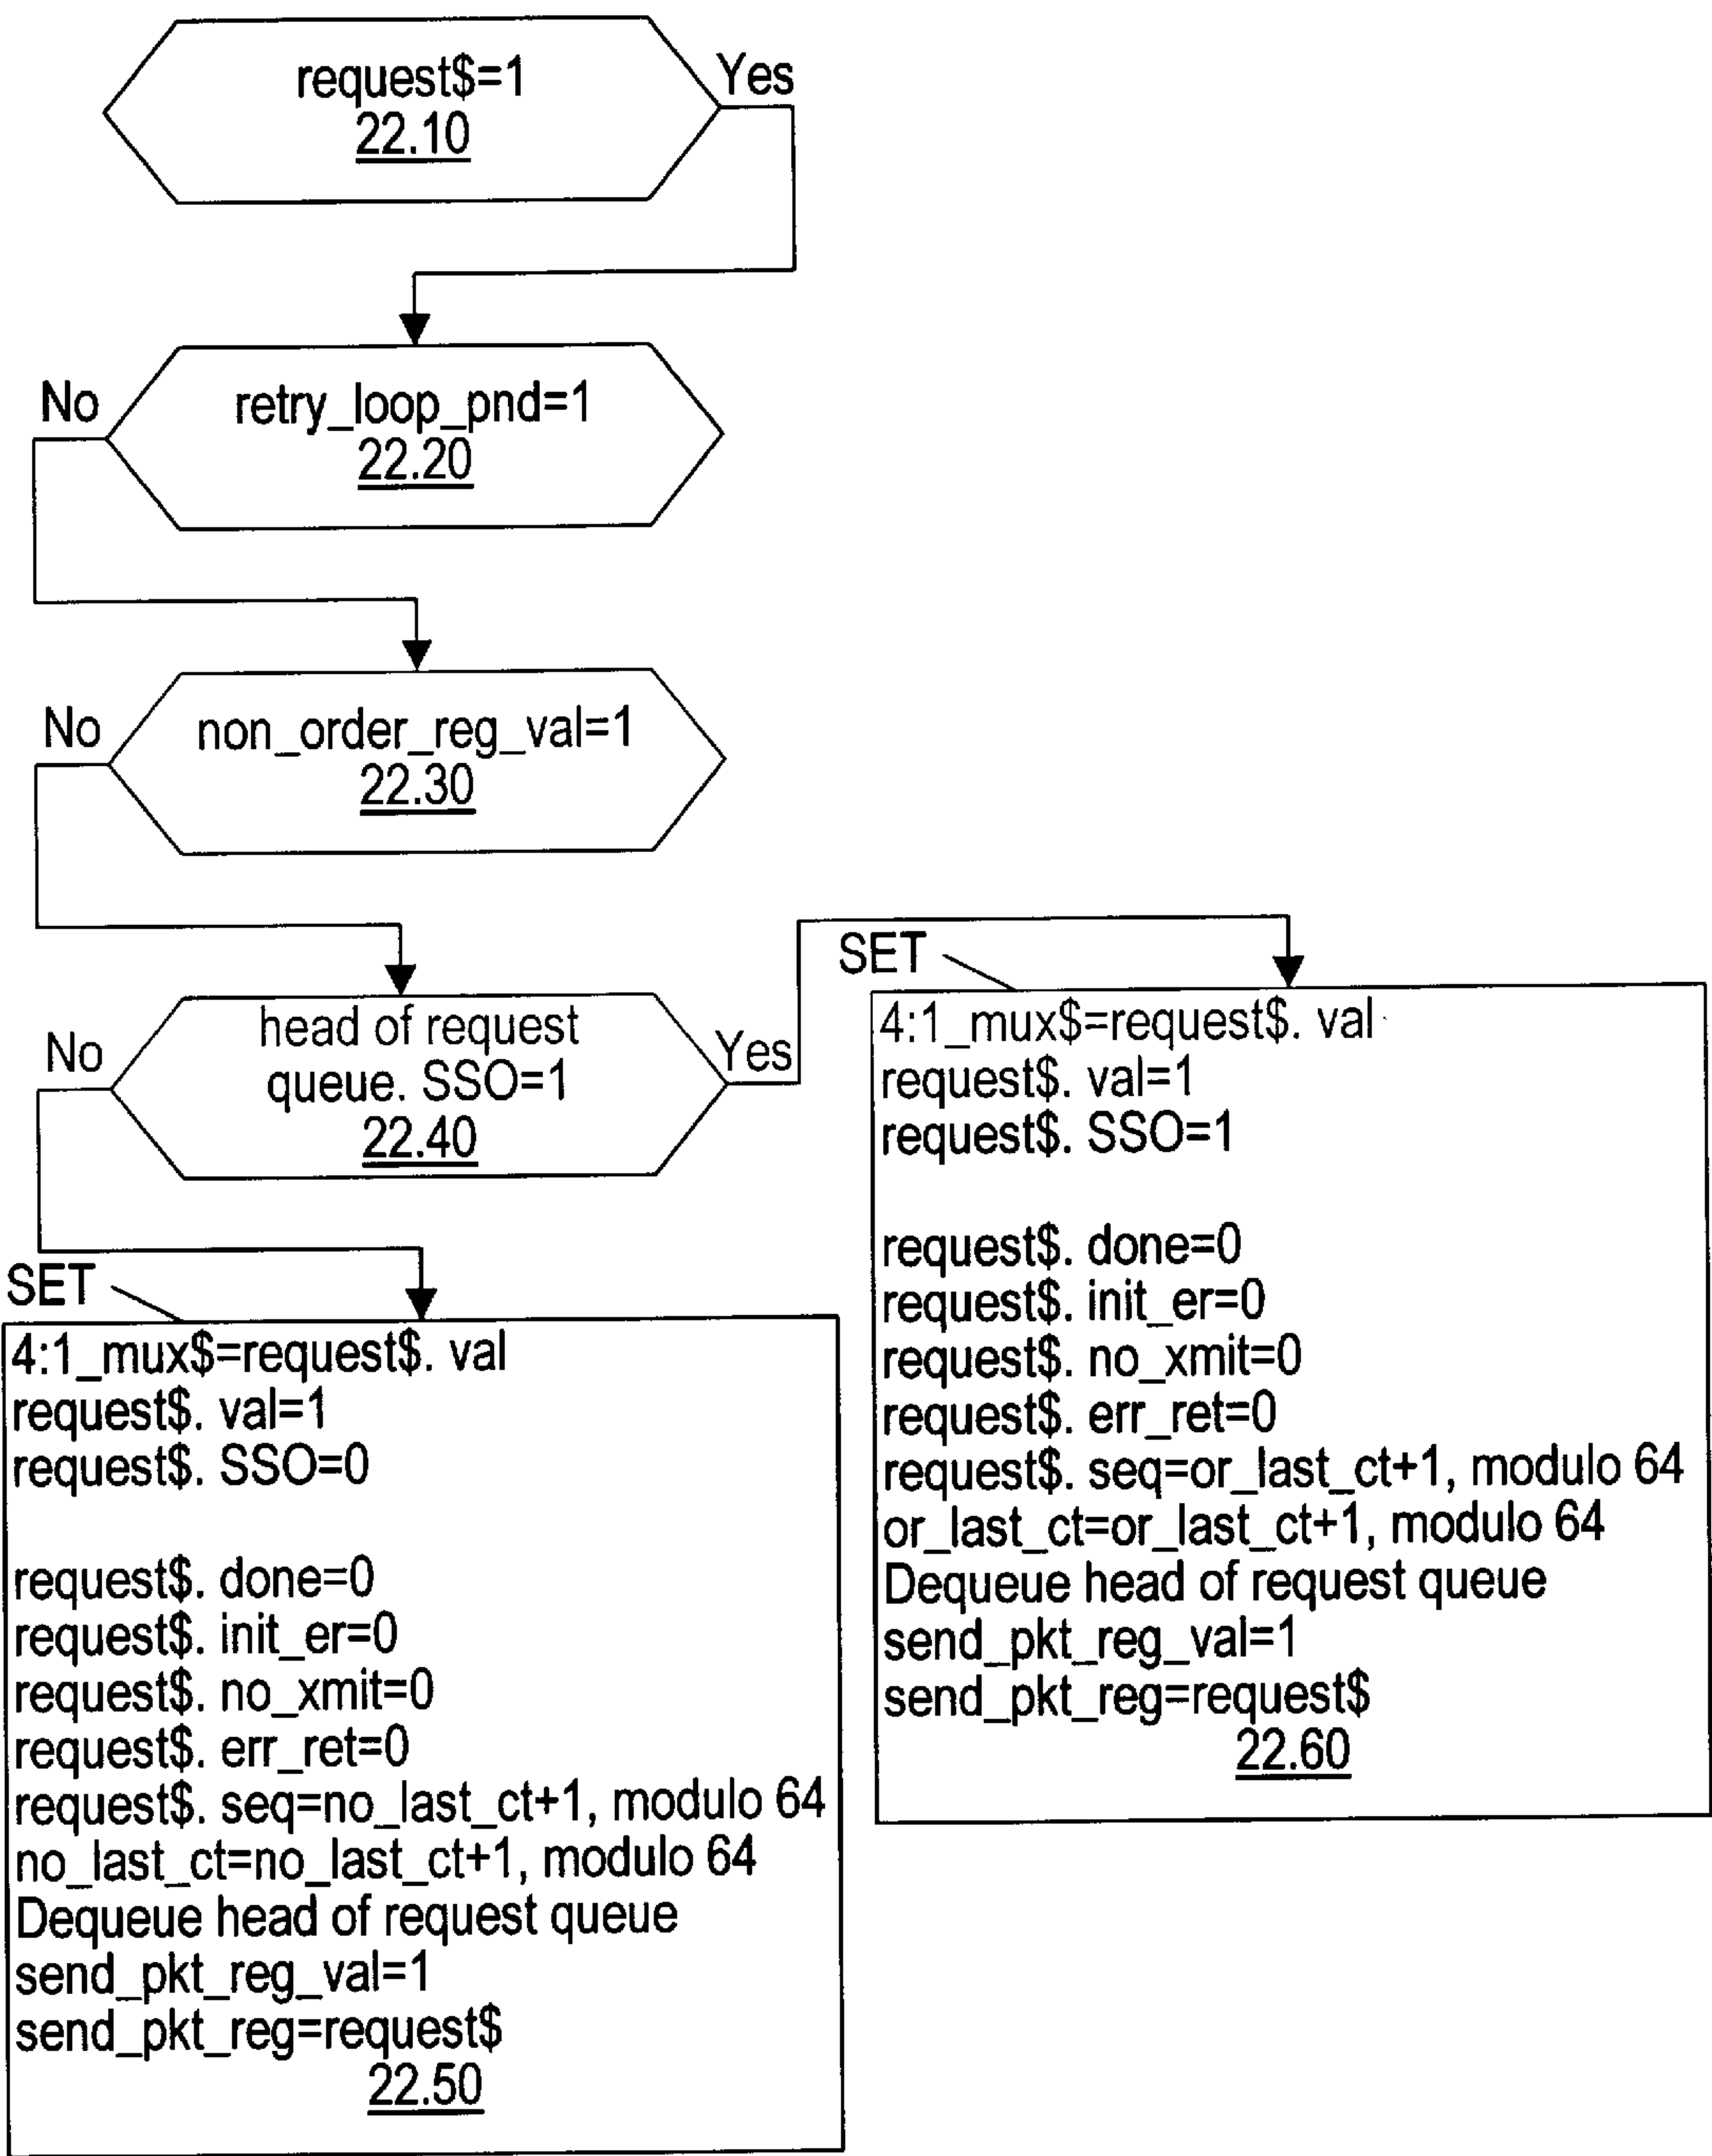 request$=1
22.10
Yes
retry_loop_pnd=1
22.20
No
non_order_reg_val=1
22.30
No
head of request
queue. SSO=1
22.40
No
Yes
SET
4:1_mux$=request$. val
request$. val=1
request$. SSO=1
request$. done=0
request$. init_er=0
request$. no_xmit=0
request$. err_ret=0
request$. seq=or_last_ct+1, modulo 64
or_last_ct=or_last_ct+1, modulo 64
Dequeue head of request queue
send_pkt_reg_val=1
send_pkt_reg=request$
22.60
SET
4:1_mux$=request$. val
request$. val=1
request$. SSO=0
request$. done=0
request$. init_er=0
request$. no_xmit=0
request$. err_ret=0
request$. seq=no_last_ct+1, modulo 64
no_last_ct=no_last_ct+1, modulo 64
Dequeue head of request queue
send_pkt_reg_val=1
send_pkt_reg=request$
22.50